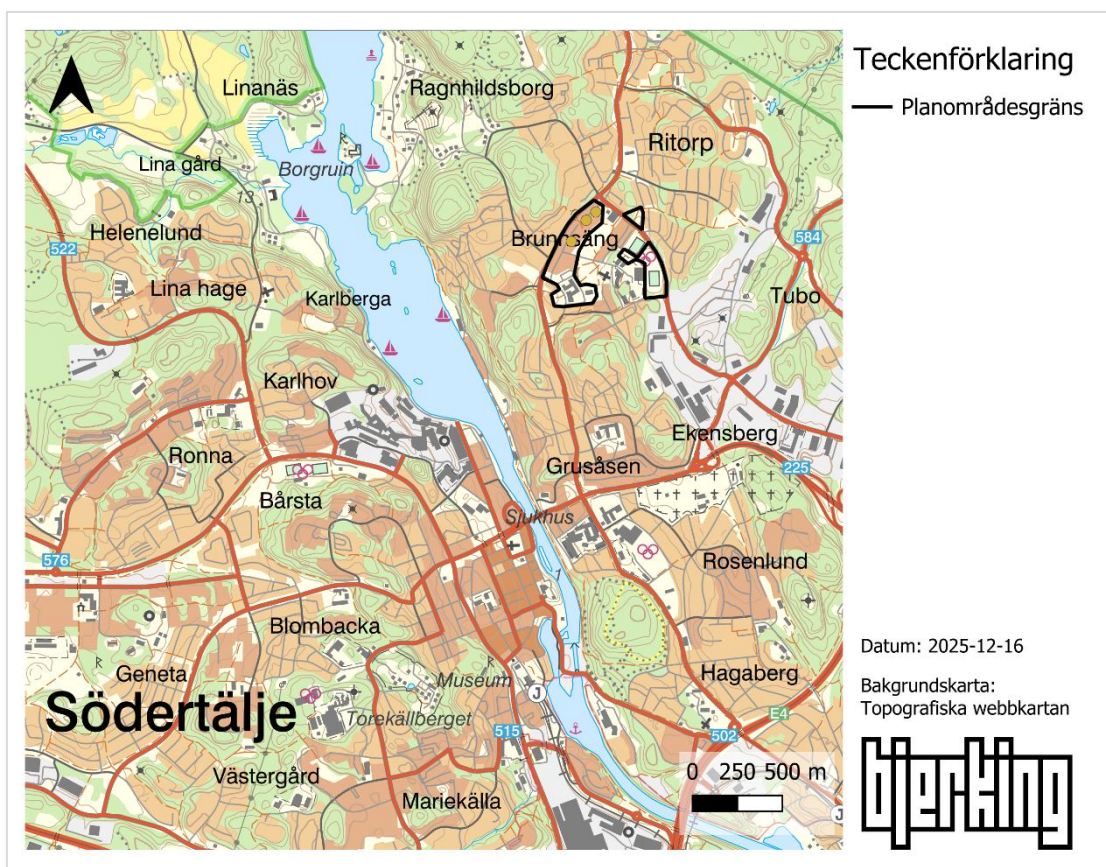 Linanäs
Ragnhildsborg
Ritorp
Lina gård
Borgruin
13
Helenelund
522
Brunnsäng
584
Lina hage
Karlberga
Tubo
Karlhov
Ekensberg
Ronna
Grusåsen
225
Bårsta
Sjukhus
576
Rosenlund
1
Blombacka
Geneta
Museum
Hagaberg
J
Södertälje
Torekällberget
E4
515
502
Västergård
Mariekälla
J
0 250 500 m
Teckenförklaring
Planområdesgräns
Datum: 2025-12-16
Bakgrundskarta:
Topografiska webbkartan
bjerking